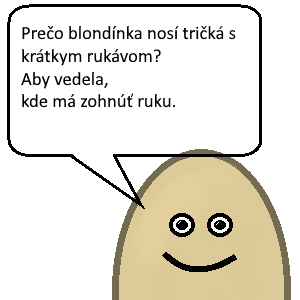 Prečo blondínka nosí tričká s
krátkym rukávom?
Aby vedela,
kde má zohnúť ruku.